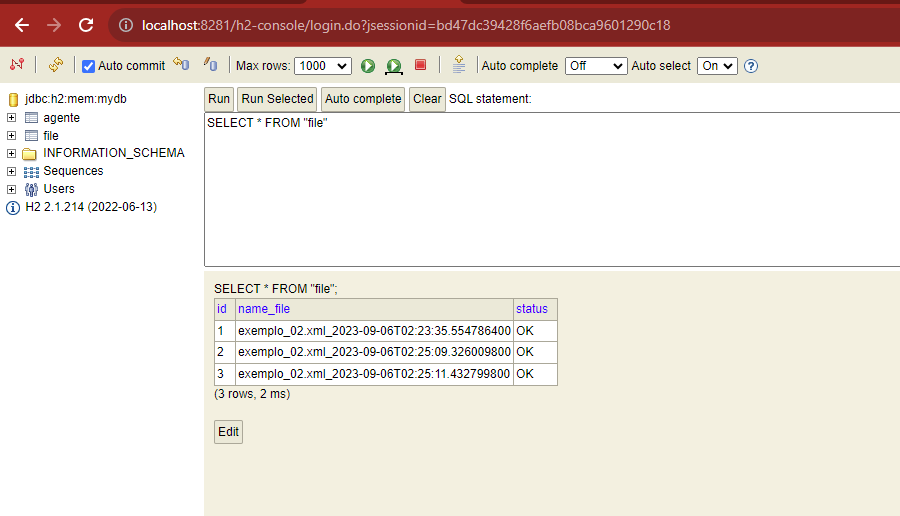 localhost:8281/h2-console/login.do?jsessionid=bd47dc39428f6aefb08bca9601290c18
Auto commit Max rows: 1000 Auto complete Off Auto select On
jdbc:h2:mem:mydb
agente
file
INFORMATION_SCHEMA
Sequences
Users
H2 2.1.214 (2022-06-13)
Run Run Selected Auto complete Clear SQL statement:
SELECT * FROM "file"
SELECT * FROM "file";
id name_file status
1 exemplo_02.xml_2023-09-06T02:23:35.554786400 OK
2 exemplo_02.xml_2023-09-06T02:25:09.326009800 OK
3 exemplo_02.xml_2023-09-06T02:25:11.432799800 OK
(3 rows, 2 ms)
Edit